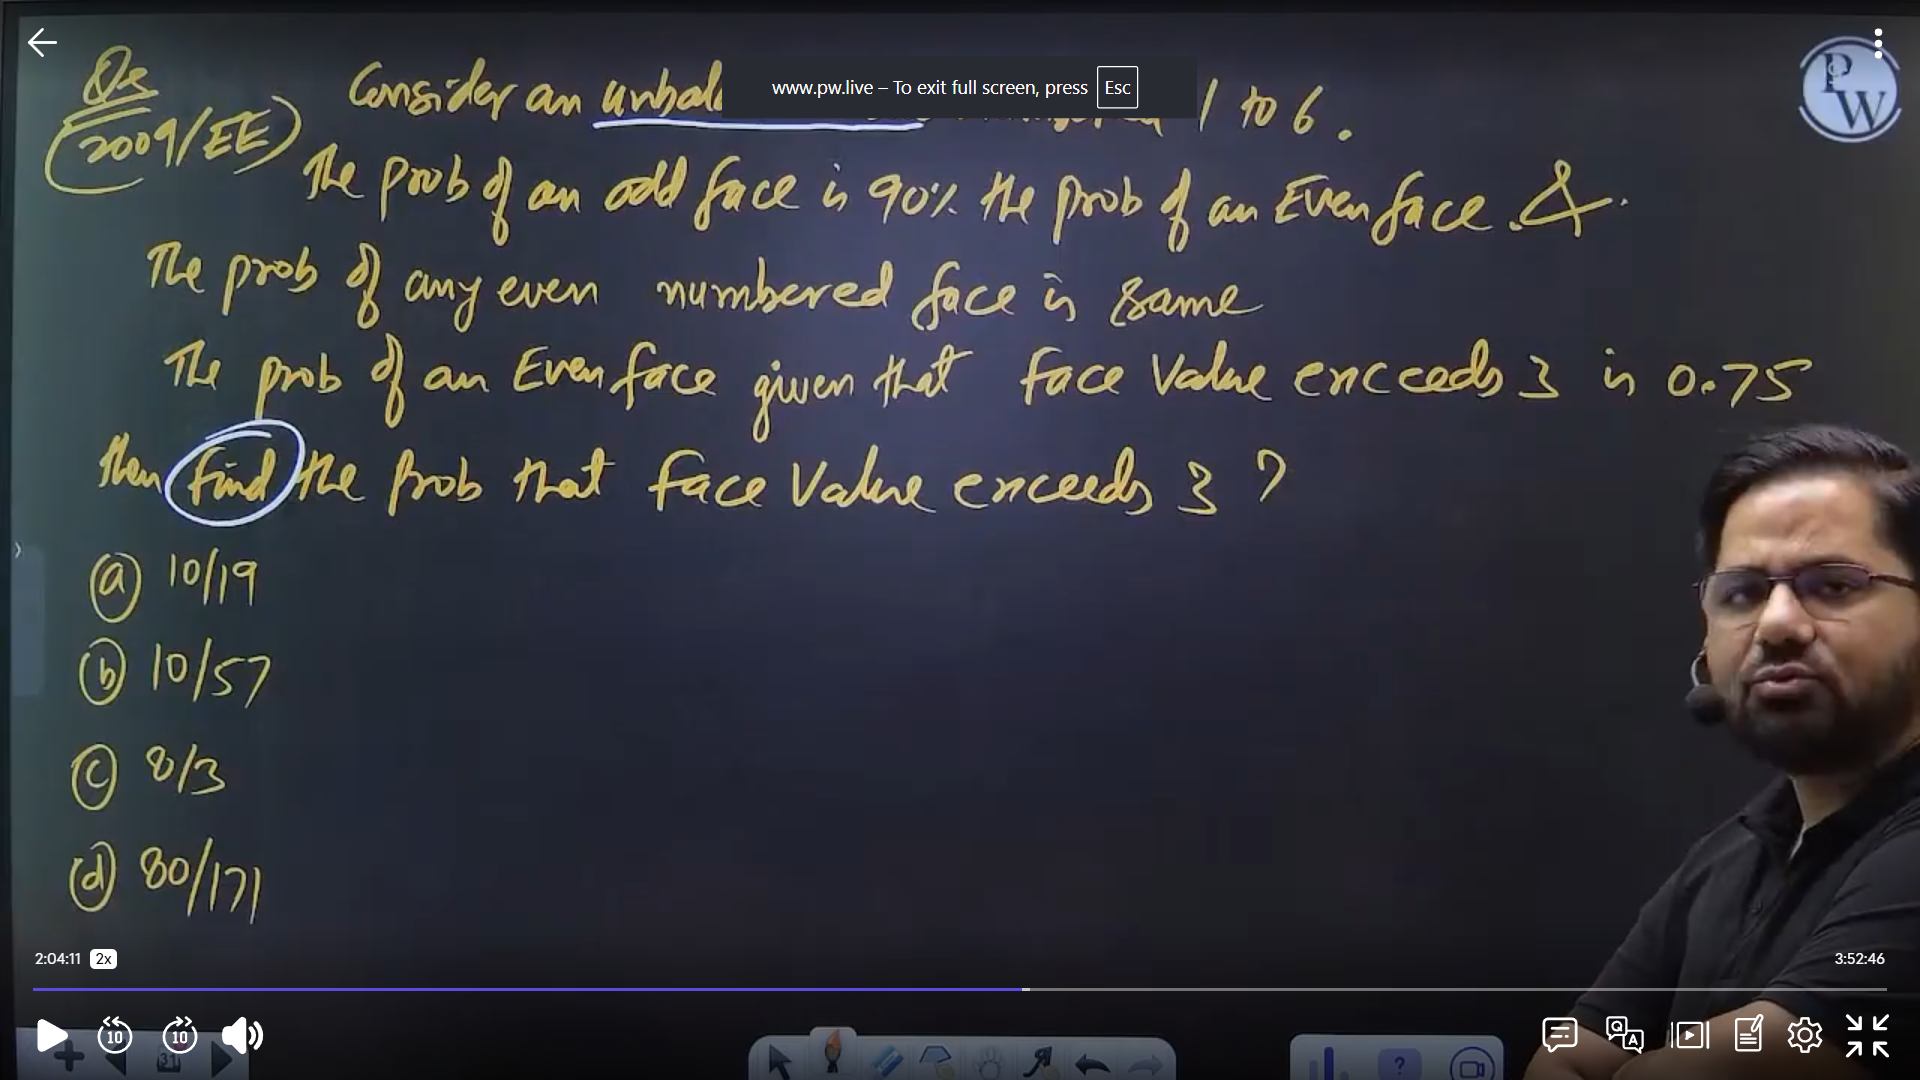 Qs
(2009/EE)
Consider an unbal
www.pw.live – To exit full screen, press Esc
1 to 6.
PW
The prob of an odd face is 90% the prob of an Even face. &
The prob of any even numbered face is same
The prob of an Even face given that Face Value exceeds 3 is 0.75
then find the prob that Face Value exceeds 3 ?
(a) 10/19
(b) 10/57
(c) 8/3
(d) 80/171
2:04:11 2x
3:52:46
10
10
31
?
Q
A